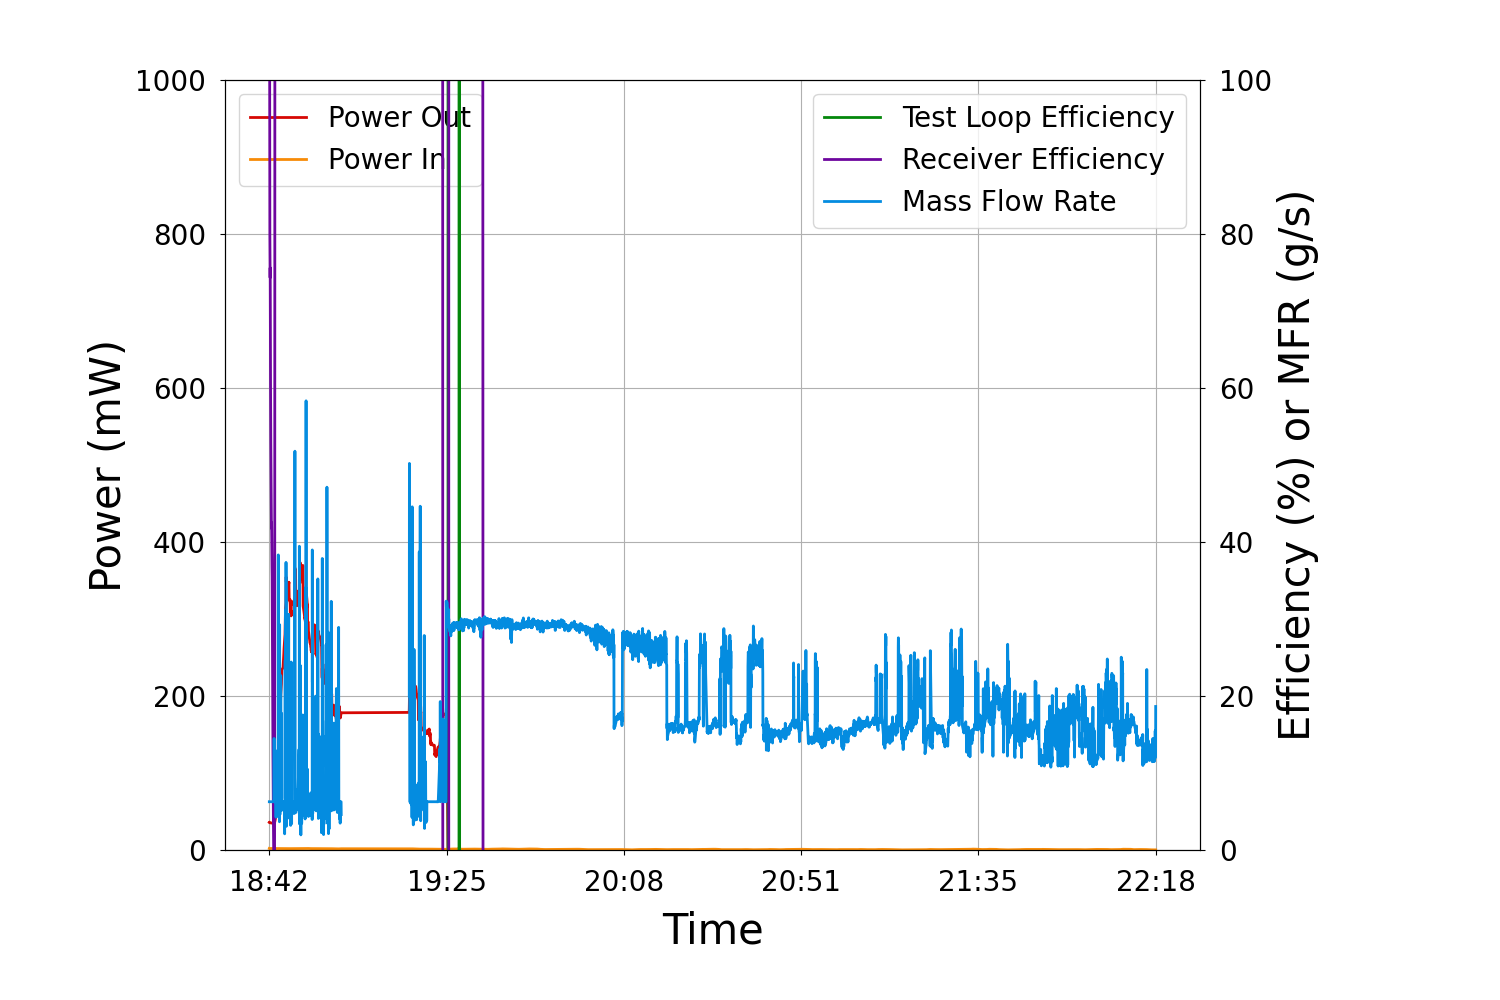 1000
800
600
400
200
0
Power (mW)
Power Out
Power In
Test Loop Efficiency
Receiver Efficiency
Mass Flow Rate
100
80
60
40
20
0
Efficiency (%) or MFR (g/s)
18:42 19:25 20:08 20:51 21:35 22:18
Time